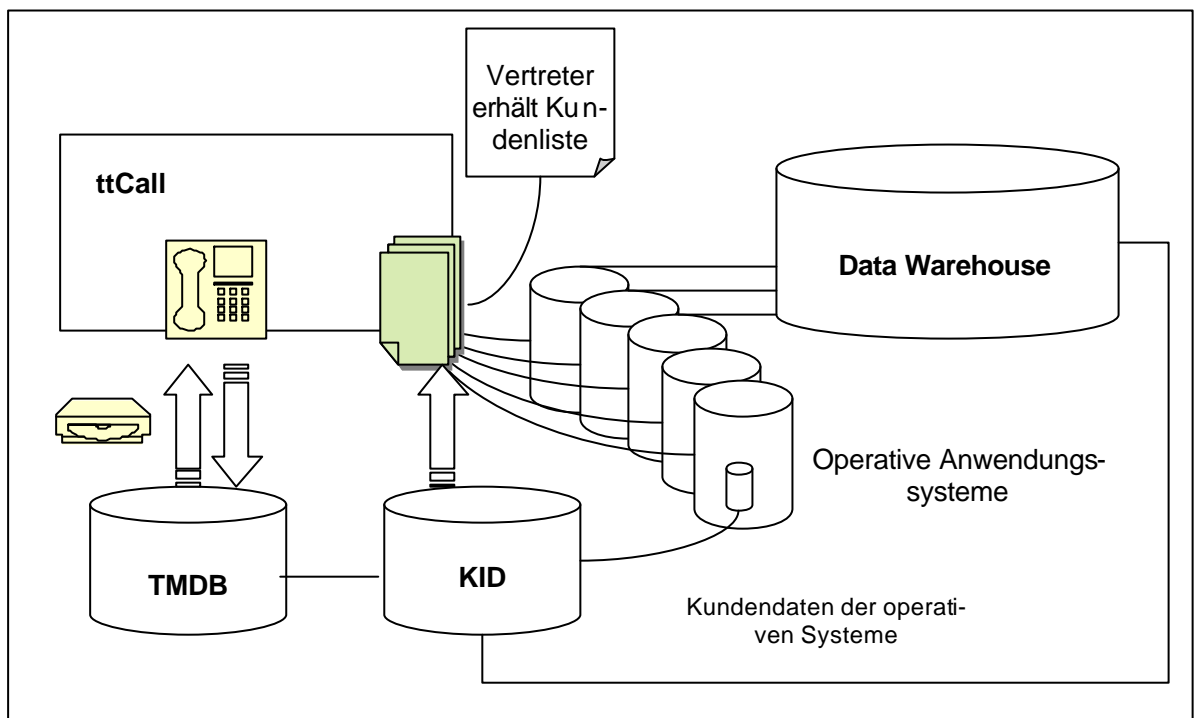 Vertreter
erhält Kun-
denliste
ttCall
Data Warehouse
Operative Anwendungs-
systeme
TMDB
KID
Kundendaten der operati-
ven Systeme